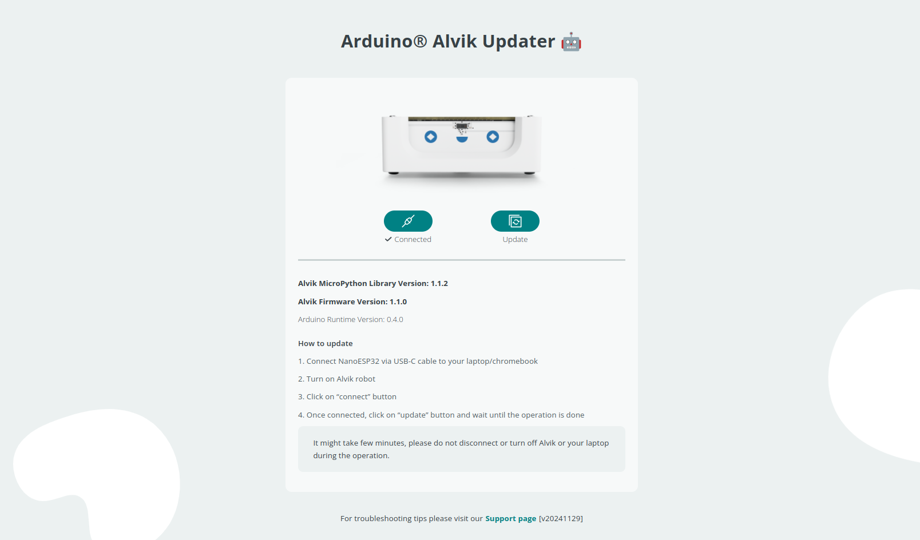 Arduino® Alvik Updater 🤖
Connected
Update
Alvik MicroPython Library Version: 1.1.2
Alvik Firmware Version: 1.1.0
Arduino Runtime Version: 0.4.0
How to update
1. Connect NanoESP32 via USB-C cable to your laptop/chromebook
2. Turn on Alvik robot
3. Click on “connect” button
4. Once connected, click on “update” button and wait until the operation is done
It might take few minutes, please do not disconnect or turn off Alvik or your laptop
during the operation.
For troubleshooting tips please visit our Support page [v20241129]